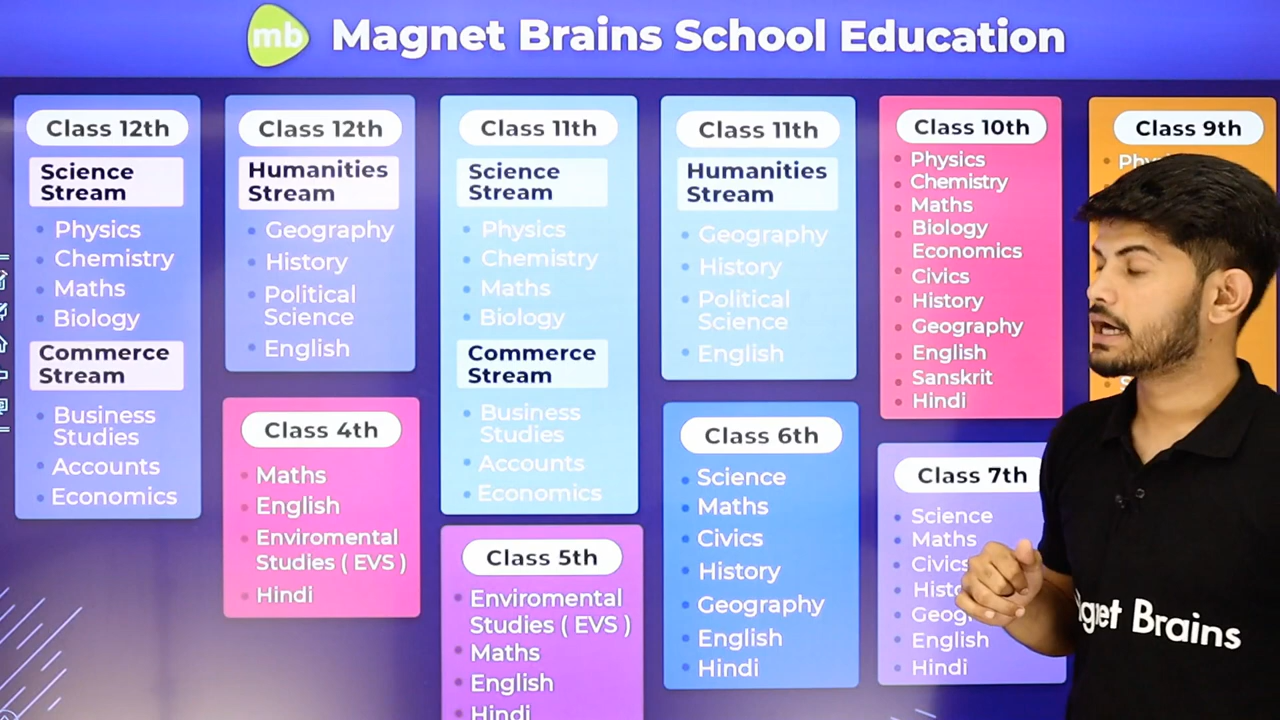 mb Magnet Brains School Education
Class 12th
Science
Stream
Physics
Chemistry
Maths
Biology
Commerce
Stream
Business
Studies
Accounts
Economics
Class 12th
Humanities
Stream
Geography
History
Political
Science
English
Class 4th
Maths
English
Enviromental
Studies ( EVS )
Hindi
Class 11th
Science
Stream
Physics
Chemistry
Maths
Biology
Commerce
Stream
Business
Studies
Accounts
Economics
Class 5th
Enviromental
Studies ( EVS )
Maths
English
Hindi
Class 11th
Humanities
Stream
Geography
History
Political
Science
English
Class 6th
Science
Maths
Civics
History
Geography
English
Hindi
Class 10th
Physics
Chemistry
Maths
Biology
Economics
Civics
History
Geography
English
Sanskrit
Hindi
Class 7th
Science
Maths
Civics
English
Hindi
Class 9th
Brains